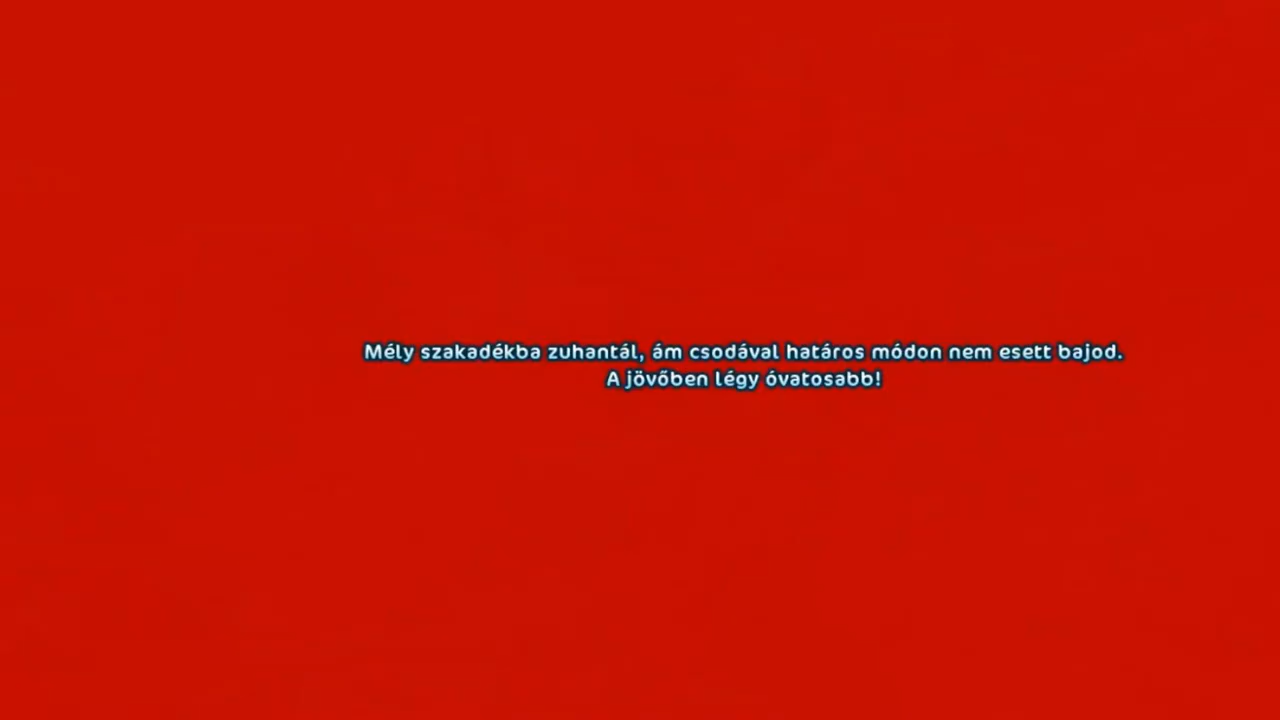 Mély szakadékba zuhantál, ám csodával határos módon nem esett bajod.
A jövőben légy óvatosabb!